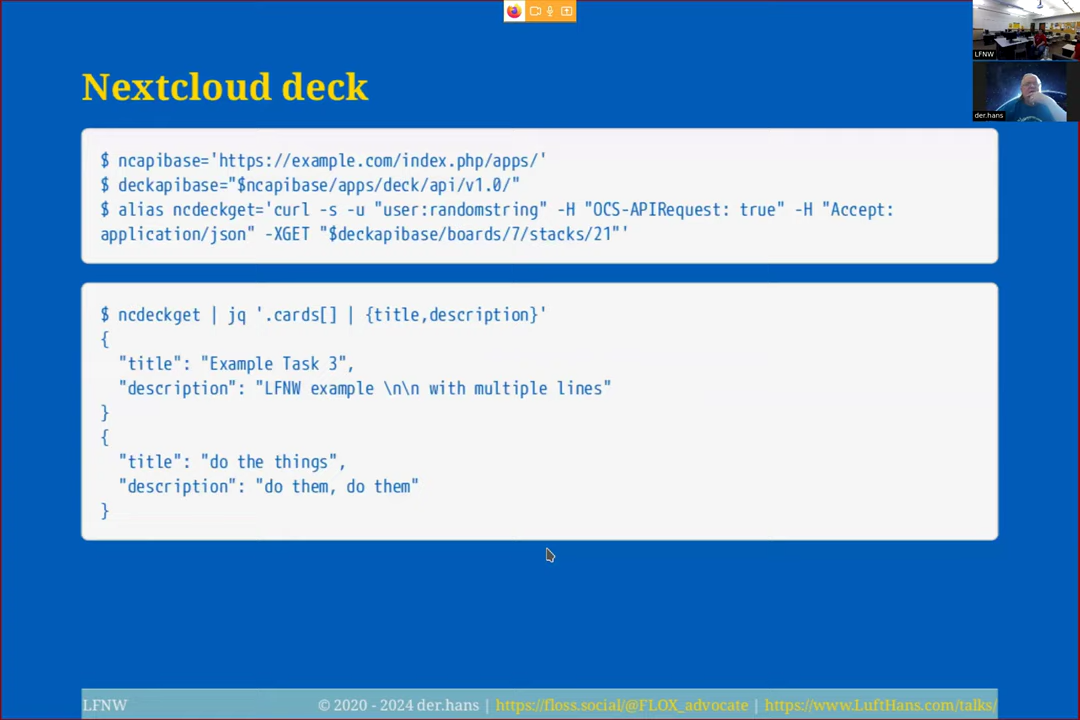 LFNW
der.hans
Nextcloud deck
$ ncapibase='https://example.com/index.php/apps/'
$ deckapibase="$ncapibase/apps/deck/api/v1.0/"
$ alias ncdeckget='curl -s -u "user:randomstring" -H "OCS-APIRequest: true" -H "Accept:
application/json" -XGET "$deckapibase/boards/7/stacks/21"'
$ ncdeckget | jq '.cards[] | {title,description}'
{
  "title": "Example Task 3",
  "description": "LFNW example \n\n with multiple lines"
}
{
  "title": "do the things",
  "description": "do them, do them"
}
LFNW
© 2020 - 2024 der.hans | https://floss.social/@FLOX_advocate | https://www.LuftHans.com/talks/